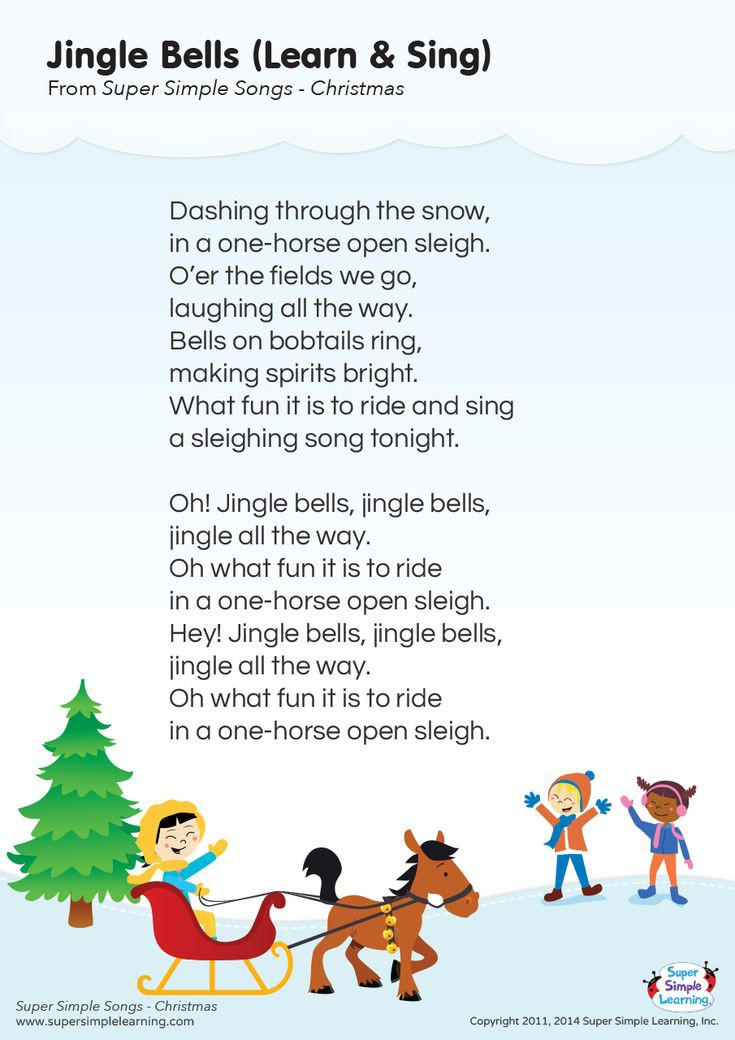 Jingle Bells (Learn & Sing)
From Super Simple Songs - Christmas
Dashing through the snow,
in a one-horse open sleigh.
O’er the fields we go,
laughing all the way.
Bells on bobtails ring,
making spirits bright.
What fun it is to ride and sing
a sleighing song tonight.
Oh! Jingle bells, jingle bells,
jingle all the way.
Oh what fun it is to ride
in a one-horse open sleigh.
Hey! Jingle bells, jingle bells,
jingle all the way.
Oh what fun it is to ride
in a one-horse open sleigh.
Super
Simple
Learning
Super Simple Songs - Christmas
www.supersimplelearning.com
Copyright 2011, 2014 Super Simple Learning, Inc.